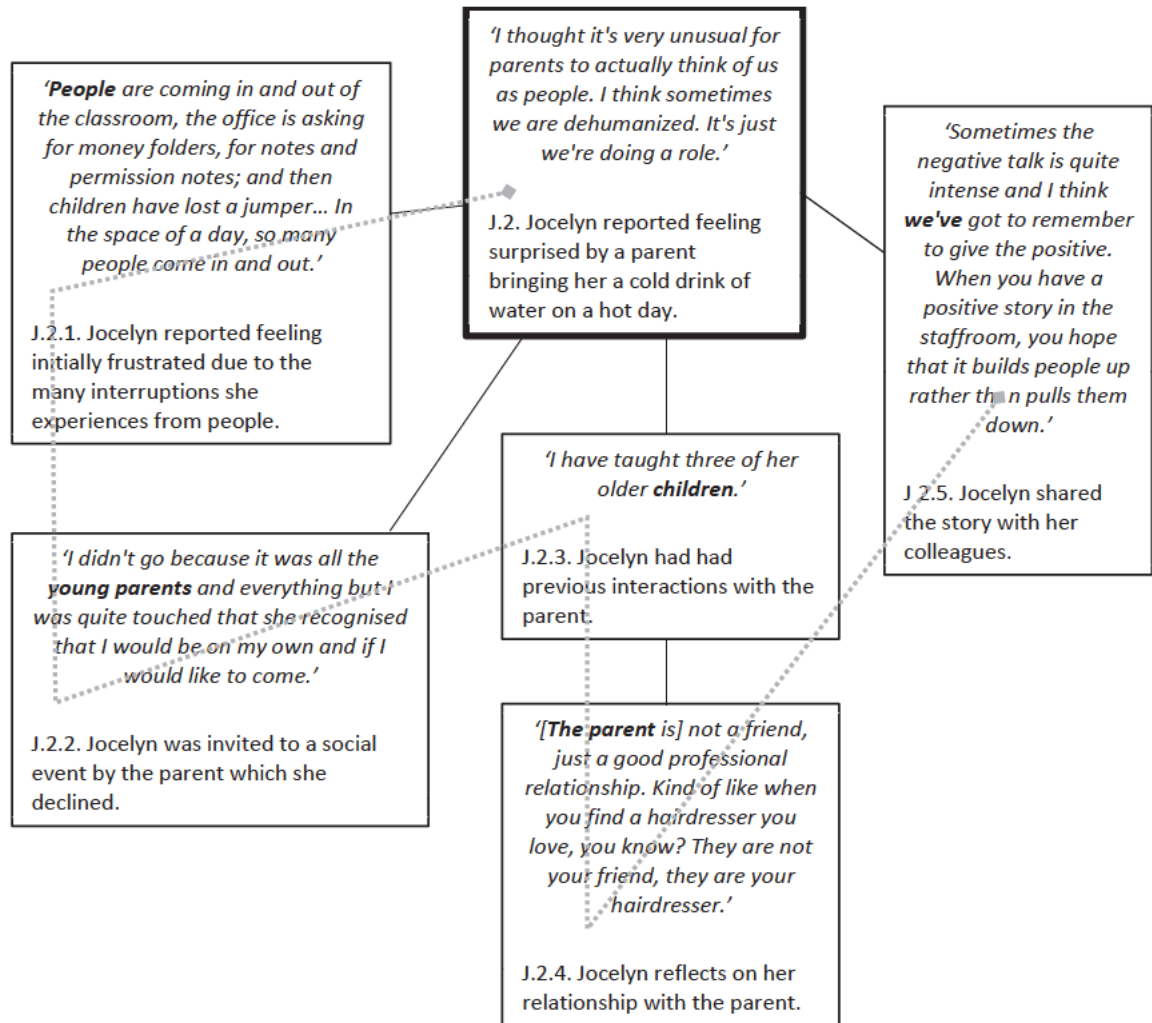 ‘I thought it's very unusual for
parents to actually think of us
as people. I think sometimes
we are dehumanized. It's just
we're doing a role.’
J.2. Jocelyn reported feeling
surprised by a parent
bringing her a cold drink of
water on a hot day.
‘People are coming in and out of
the classroom, the office is asking
for money folders, for notes and
permission notes; and then
children have lost a jumper... In
the space of a day, so many
people come in and out.’
J.2.1. Jocelyn reported feeling
initially frustrated due to the
many interruptions she
experiences from people.
‘I didn't go because it was all the
young parents and everything but I
was quite touched that she recognised
that I would be on my own and if I
would like to come.’
J.2.2. Jocelyn was invited to a social
event by the parent which she
declined.
‘I have taught three of her
older children.’
J.2.3. Jocelyn had had
previous interactions with the
parent.
‘[The parent is] not a friend,
just a good professional
relationship. Kind of like when
you find a hairdresser you
love, you know? They are not
your friend, they are your
hairdresser.’
J.2.4. Jocelyn reflects on her
relationship with the parent.
‘Sometimes the
negative talk is quite
intense and I think
we've got to remember
to give the positive.
When you have a
positive story in the
staffroom, you hope
that it builds people up
rather than pulls them
down.’
J 2.5. Jocelyn shared
the story with her
colleagues.